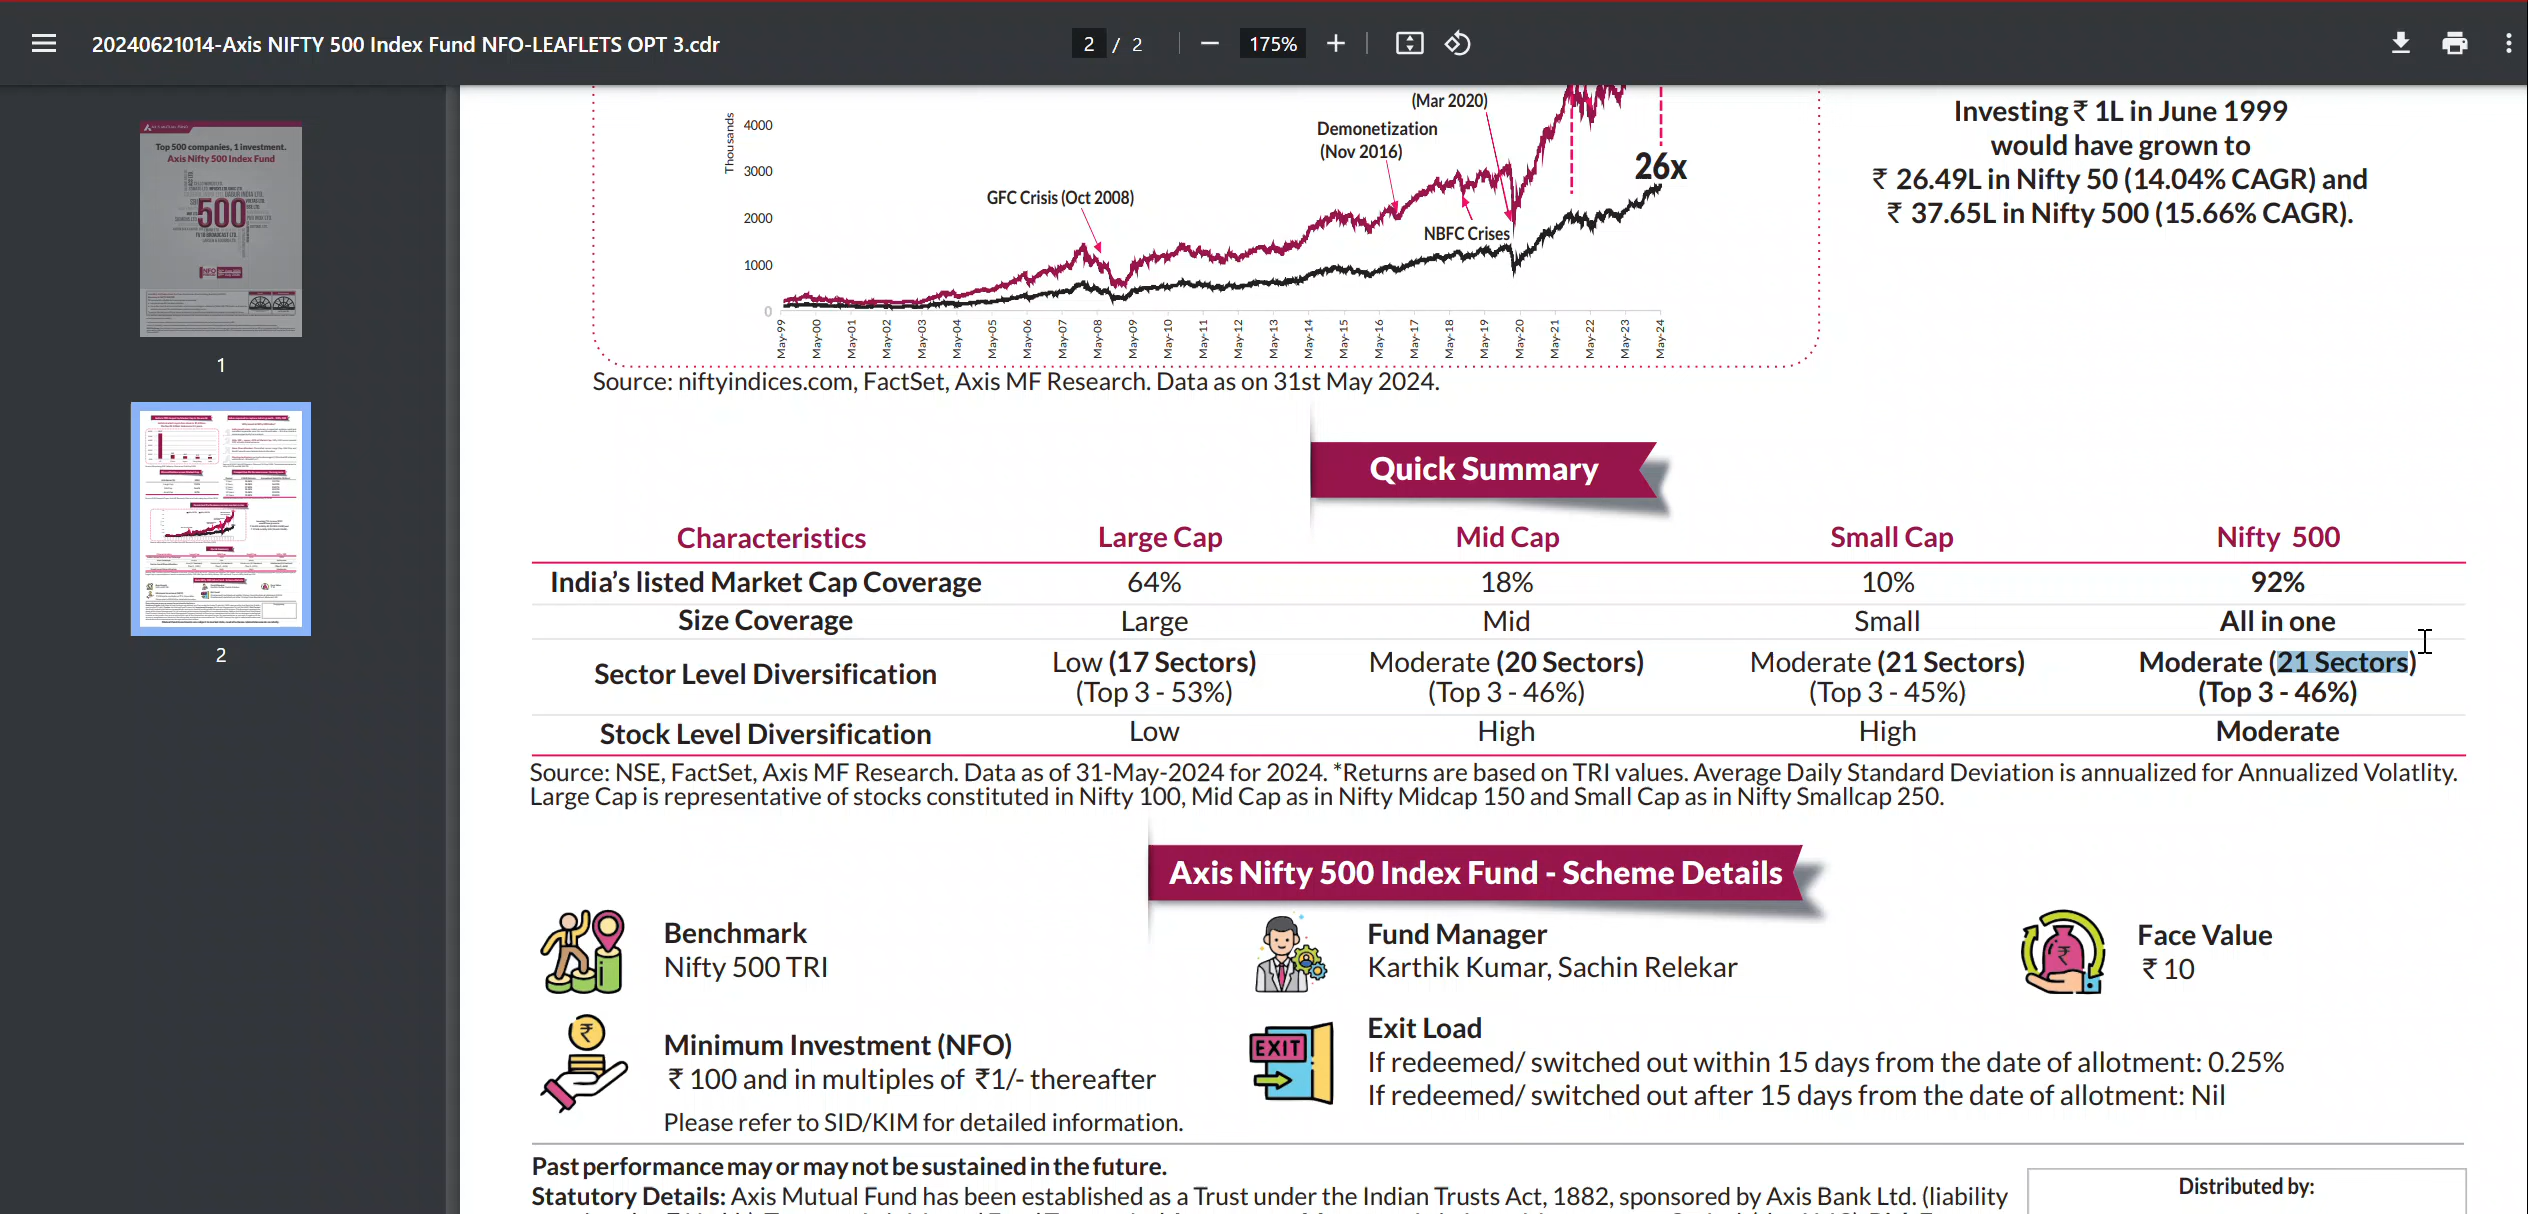 20240621014-Axis NIFTY 500 Index Fund NFO-LEAFLETS OPT 3.cdr
2 / 2
175%
Top 500 companies, 1 investment.
Axis Nifty 500 Index Fund
500
1
2
Thousands
4000
3000
2000
1000
0
(Mar 2020)
Demonetization
(Nov 2016)
GFC Crisis (Oct 2008)
NBFC Crises
26x
May-99
May-00
May-01
May-02
May-03
May-04
May-05
May-06
May-07
May-08
May-09
May-10
May-11
May-12
May-13
May-14
May-15
May-16
May-17
May-18
May-19
May-20
May-21
May-22
May-23
May-24
Investing ₹ 1L in June 1999
would have grown to
₹ 26.49L in Nifty 50 (14.04% CAGR) and
₹ 37.65L in Nifty 500 (15.66% CAGR).
Source: niftyindices.com, FactSet, Axis MF Research. Data as on 31st May 2024.
Quick Summary
Characteristics Large Cap Mid Cap Small Cap Nifty 500
India's listed Market Cap Coverage 64% 18% 10% 92%
Size Coverage Large Mid Small All in one
Sector Level Diversification Low (17 Sectors) Moderate (20 Sectors) Moderate (21 Sectors) Moderate (21 Sectors)
(Top 3 - 53%) (Top 3 - 46%) (Top 3 - 45%) (Top 3 - 46%)
Stock Level Diversification Low High High Moderate
Source: NSE, FactSet, Axis MF Research. Data as of 31-May-2024 for 2024. *Returns are based on TRI values. Average Daily Standard Deviation is annualized for Annualized Volatlity.
Large Cap is representative of stocks constituted in Nifty 100, Mid Cap as in Nifty Midcap 150 and Small Cap as in Nifty Smallcap 250.
Axis Nifty 500 Index Fund - Scheme Details
Benchmark
Nifty 500 TRI
Fund Manager
Karthik Kumar, Sachin Relekar
Face Value
₹ 10
Minimum Investment (NFO)
₹ 100 and in multiples of ₹1/- thereafter
Please refer to SID/KIM for detailed information.
EXIT
Exit Load
If redeemed/ switched out within 15 days from the date of allotment: 0.25%
If redeemed/ switched out after 15 days from the date of allotment: Nil
Past performance may or may not be sustained in the future.
Statutory Details: Axis Mutual Fund has been established as a Trust under the Indian Trusts Act, 1882, sponsored by Axis Bank Ltd. (liability
Distributed by: